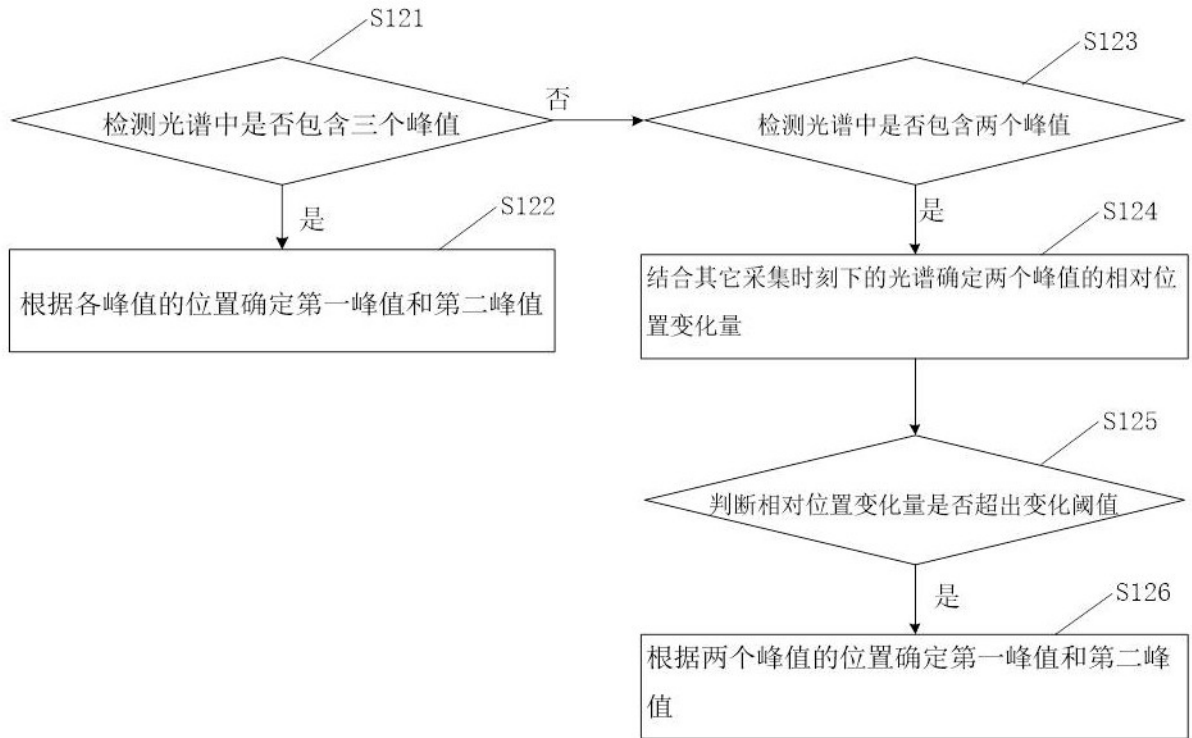 S121
检测光谱中是否包含三个峰值
否
是
S122
根据各峰值的位置确定第一峰值和第二峰值
S123
检测光谱中是否包含两个峰值
是
S124
结合其它采集时刻下的光谱确定两个峰值的相对位
置变化量
S125
判断相对位置变化量是否超出变化阈值
是
S126
根据两个峰值的位置确定第一峰值和第二峰
值